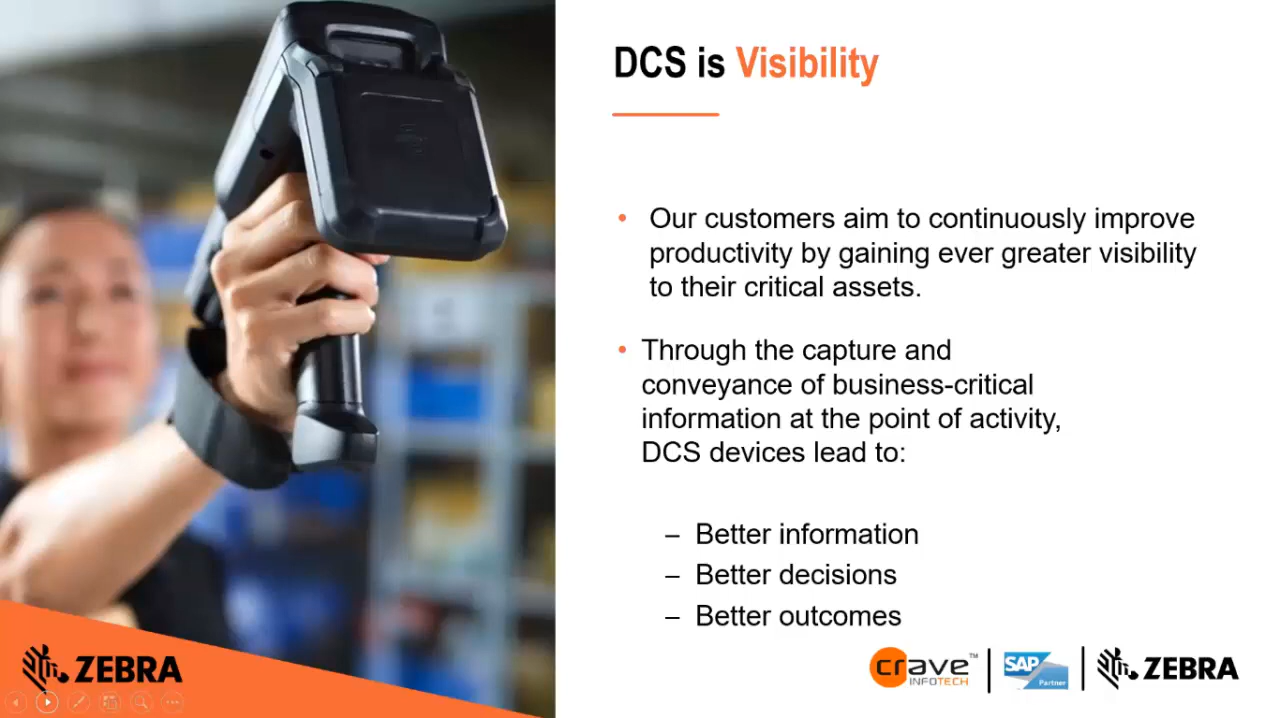 DCS is Visibility
• Our customers aim to continuously improve
productivity by gaining ever greater visibility
to their critical assets.
• Through the capture and
conveyance of business-critical
information at the point of activity,
DCS devices lead to:
– Better information
– Better decisions
– Better outcomes
ZEBRA
crave™
INFOTECH
SAP
Partner
ZEBRA